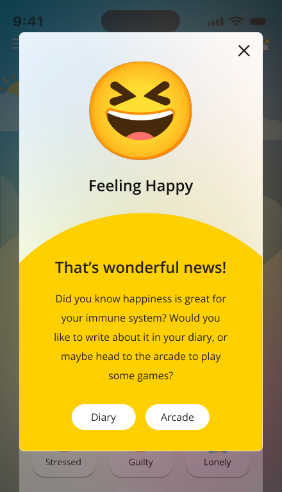 9:41
Feeling Happy
That's wonderful news!
Did you know happiness is great for
your immune system? Would you
like to write about it in your diary, or
maybe head to the arcade to play
some games?
Diary
Arcade
Stressed
Guilty
Lonely